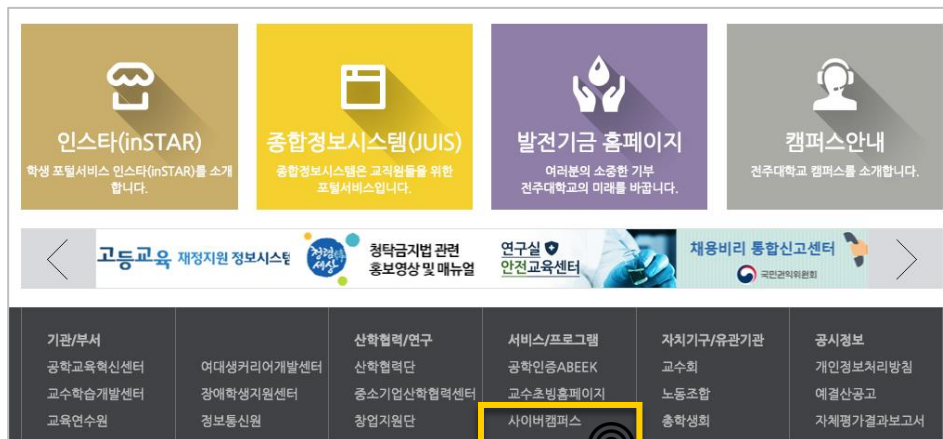 인스타(inSTAR)
학생 포털서비스 인스타(inSTAR)를 소개
합니다.
종합정보시스템(JUIS)
종합정보시스템은 교직원들을 위한
포털서비스입니다.
발전기금 홈페이지
여러분의 소중한 기부
전주대학교의 미래를 바꿉니다.
캠퍼스안내
전주대학교 캠퍼스를 소개합니다.
고등교육 재정지원 정보시스템
청렴한 세상
청탁금지법 관련
홍보영상 및 매뉴얼
연구실
안전교육센터
채용비리 통합신고센터
국민권익위원회
기관/부서
공학교육혁신센터
교수학습개발센터
교육연수원
여대생커리어개발센터
장애학생지원센터
정보통신원
산학협력/연구
산학협력단
중소기업산학협력센터
창업지원단
서비스/프로그램
공학인증ABEEK
교수초빙홈페이지
사이버캠퍼스
자치기구/유관기관
교수회
노동조합
총학생회
공시정보
개인정보처리방침
예결산공고
자체평가결과보고서